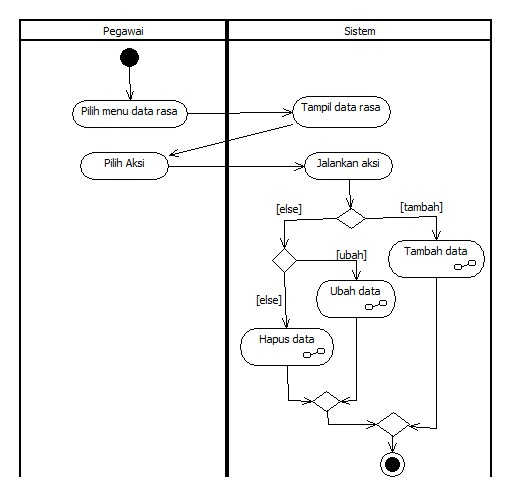 Pegawai
Sistem
Pilih menu data rasa
Tampil data rasa
Pilih Aksi
Jalankan aksi
[else]
[tambah]
[ubah]
Tambah data
[else]
Ubah data
Hapus data